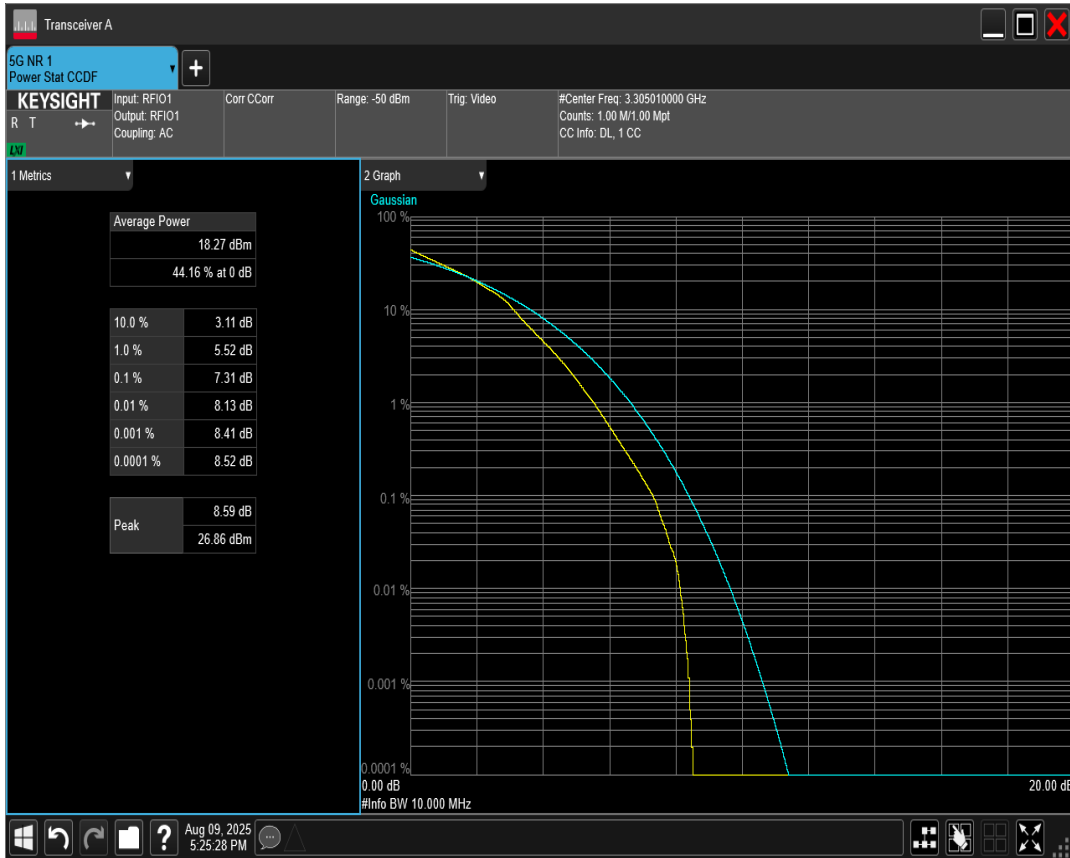 Transceiver A
5G NR 1
Power Stat CCDF
+
KEYSIGHT
R T
LXI
Input: RFIO1
Output: RFIO1
Coupling: AC
Corr CCorr
Range: -50 dBm
Trig: Video
#Center Freq: 3.305010000 GHz
Counts: 1.00 M/1.00 Mpt
CC Info: DL, 1 CC
1 Metrics
Average Power
18.27 dBm
44.16 % at 0 dB
10.0 % 3.11 dB
1.0 % 5.52 dB
0.1 % 7.31 dB
0.01 % 8.13 dB
0.001 % 8.41 dB
0.0001 % 8.52 dB
Peak
8.59 dB
26.86 dBm
2 Graph
Gaussian
100 %
10 %
1 %
0.1 %
0.01 %
0.001 %
0.0001 %
0.00 dB 20.00 dB
#Info BW 10.000 MHz
?
Aug 09, 2025
5:25:28 PM